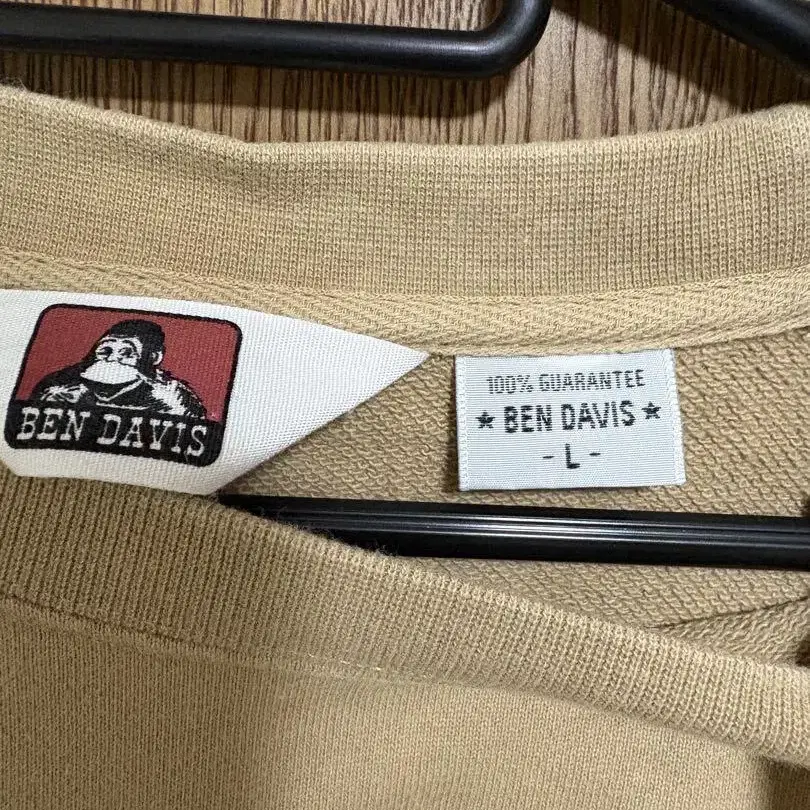 BEN DAVIS
100% GUARANTEE
★ BEN DAVIS ★
- L -